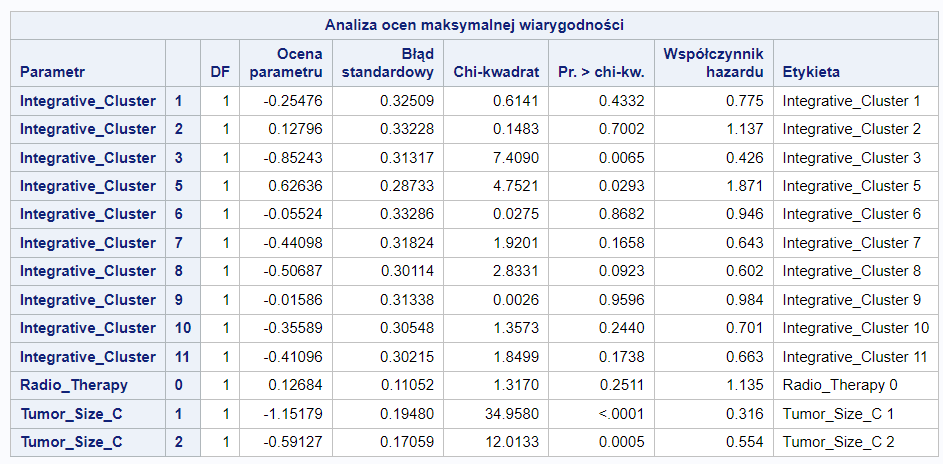 Analiza ocen maksymalnej wiarygodności
Parametr DF Ocena parametru Błąd standardowy Chi-kwadrat Pr. > chi-kw. Współczynnik hazardu Etykieta
Integrative_Cluster 1 1 -0.25476 0.32509 0.6141 0.4332 0.775 Integrative_Cluster 1
Integrative_Cluster 2 1 0.12796 0.33228 0.1483 0.7002 1.137 Integrative_Cluster 2
Integrative_Cluster 3 1 -0.85243 0.31317 7.4090 0.0065 0.426 Integrative_Cluster 3
Integrative_Cluster 5 1 0.62636 0.28733 4.7521 0.0293 1.871 Integrative_Cluster 5
Integrative_Cluster 6 1 -0.05524 0.33286 0.0275 0.8682 0.946 Integrative_Cluster 6
Integrative_Cluster 7 1 -0.44098 0.31824 1.9201 0.1658 0.643 Integrative_Cluster 7
Integrative_Cluster 8 1 -0.50687 0.30114 2.8331 0.0923 0.602 Integrative_Cluster 8
Integrative_Cluster 9 1 -0.01586 0.31338 0.0026 0.9596 0.984 Integrative_Cluster 9
Integrative_Cluster 10 1 -0.35589 0.30548 1.3573 0.2440 0.701 Integrative_Cluster 10
Integrative_Cluster 11 1 -0.41096 0.30215 1.8499 0.1738 0.663 Integrative_Cluster 11
Radio_Therapy 0 1 0.12684 0.11052 1.3170 0.2511 1.135 Radio_Therapy 0
Tumor_Size_C 1 1 -1.15179 0.19480 34.9580 <.0001 0.316 Tumor_Size_C 1
Tumor_Size_C 2 1 -0.59127 0.17059 12.0133 0.0005 0.554 Tumor_Size_C 2